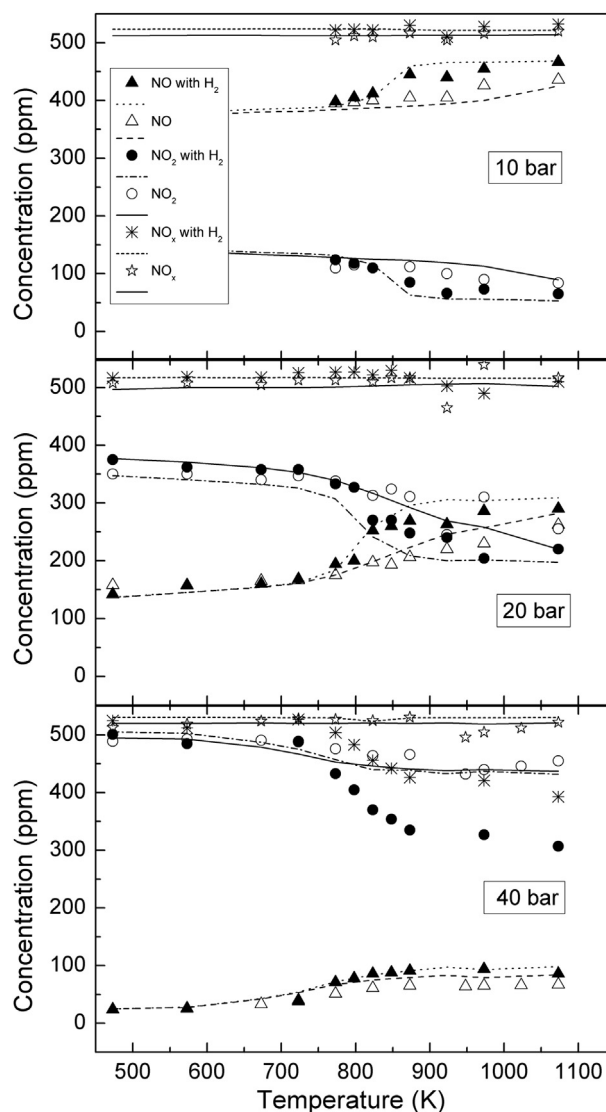 500
400
300
200
100
0
Concentration (ppm)
NO with H₂
NO
NO₂ with H₂
NO₂
NOₓ with H₂
NOₓ
10 bar
500
400
300
200
100
0
Concentration (ppm)
20 bar
500
400
300
200
100
0
Concentration (ppm)
40 bar
500 600 700 800 900 1000 1100
Temperature (K)